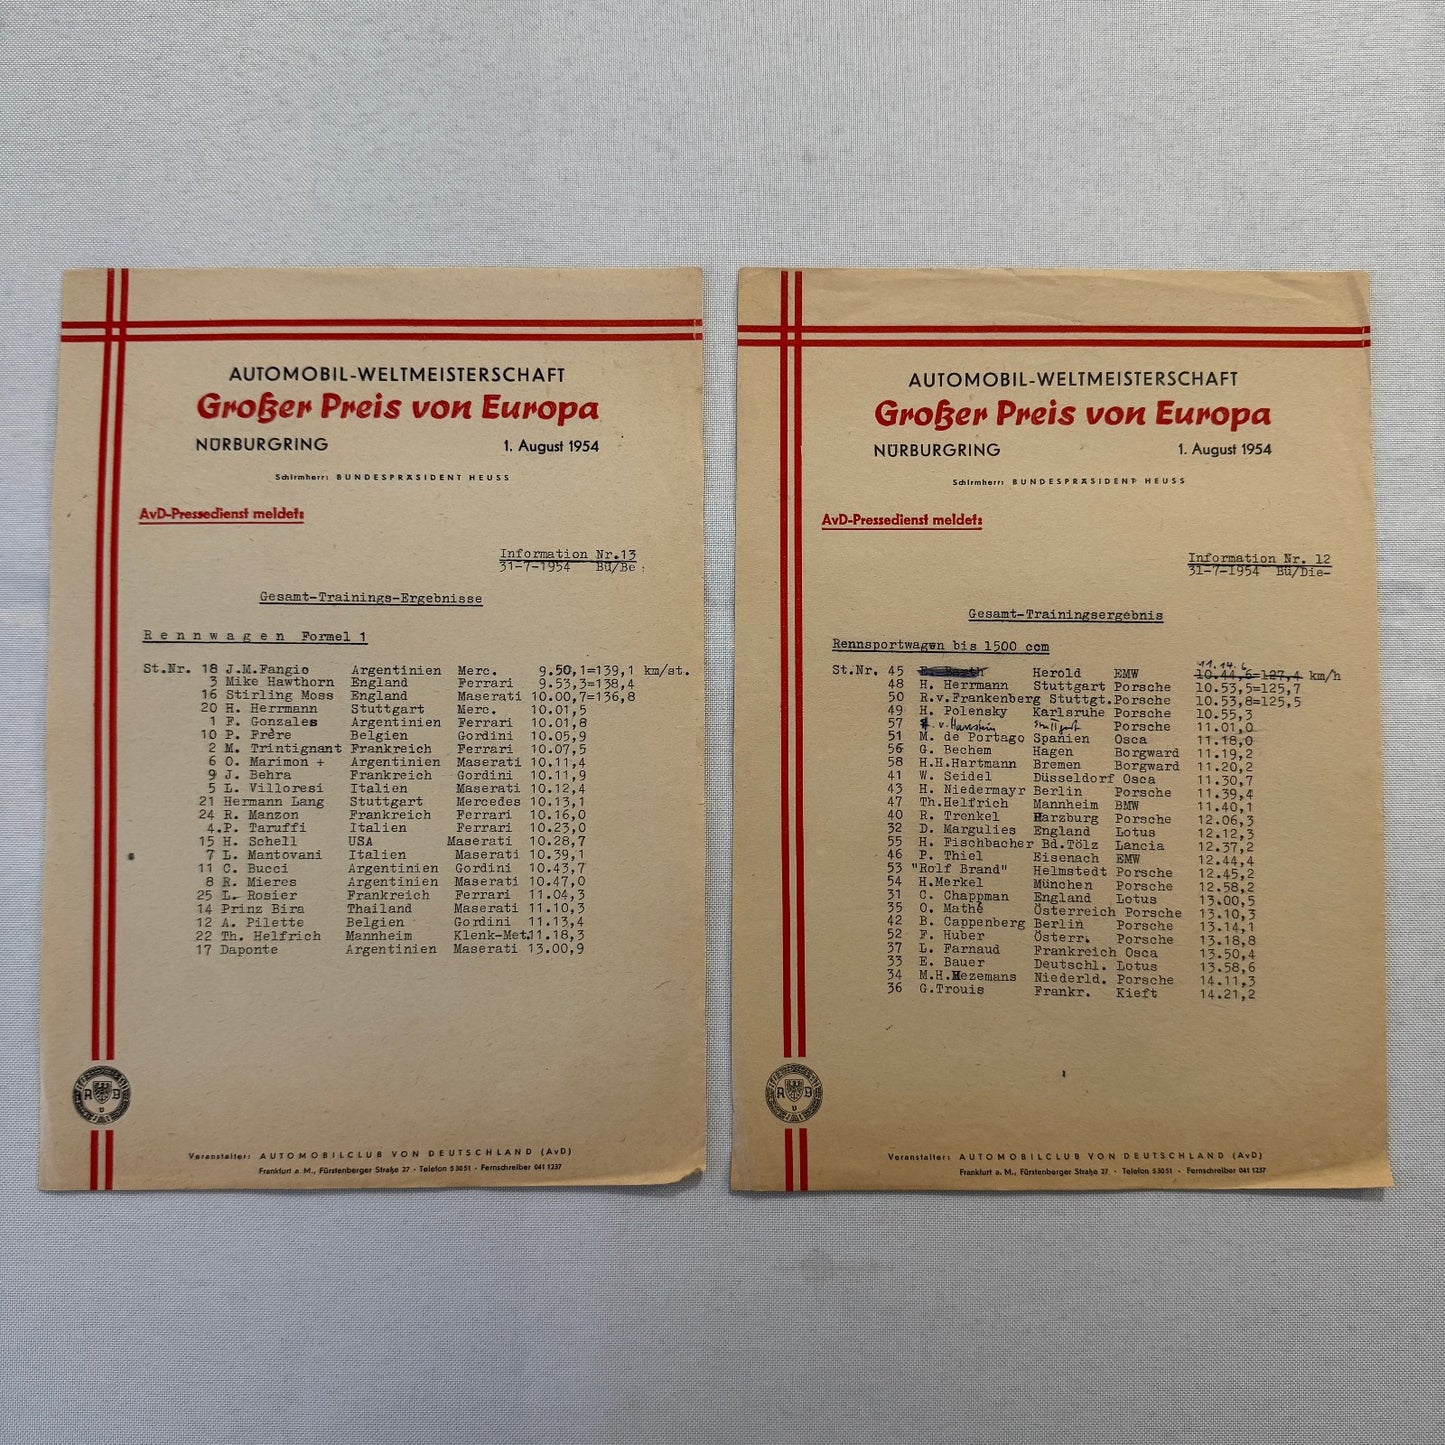 AUTOMOBIL-WELTMEISTERSCHAFT
Großer Preis von Europa
NÜRBURGRING 1. August 1954
Schirmherr: BUNDESPRÄSIDENT HEUSS
AvD-Pressedienst meldet:
Information Nr.13
31-7-1954 Bü/Be :
Gesamt-Trainings-Ergebnisse
Rennwagen Formel 1
St.Nr. 18 J.M.Fangio Argentinien Merc. 9.50,1=139,1 km/st.
3 Mike Hawthorn England Ferrari 9.53,3=138,4
16 Stirling Moss England Maserati 10.00,7=136,8
20 H. Herrmann Stuttgart Merc. 10.01,5
1 F. Gonzales Argentinien Ferrari 10.01,8
10 P. Frère Belgien Gordini 10.05,9
2 M. Trintignant Frankreich Ferrari 10.07,5
6 O. Marimon + Argentinien Maserati 10.11,4
9 J. Behra Frankreich Gordini 10.11,9
5 L. Villoresi Italien Maserati 10.12,4
21 Hermann Lang Stuttgart Mercedes 10.13,1
24 R. Manzon Frankreich Ferrari 10.16,0
4.P. Taruffi Italien Ferrari 10.23,0
15 H. Schell USA Maserati 10.28,7
7 L. Mantovani Italien Maserati 10.39,1
11 C. Bucci Argentinien Gordini 10.43,7
8 R. Mieres Argentinien Maserati 10.47,0
25 L. Rosier Frankreich Ferrari 11.04,3
14 Prinz Bira Thailand Maserati 11.10,3
12 A. Pilette Belgien Gordini 11.13,4
22 Th. Helfrich Mannheim Klenk-Met.11.18,3
17 Daponte Argentinien Maserati 13.00,9
A D
V
Veranstalter: AUTOMOBILCLUB VON DEUTSCHLAND (AvD)
Frankfurt a. M., Fürstenberger Straße 27 · Telefon 53051 · Fernschreiber 041 1237
AUTOMOBIL-WELTMEISTERSCHAFT
Großer Preis von Europa
NÜRBURGRING 1. August 1954
Schirmherr: BUNDESPRÄSIDENT HEUSS
AvD-Pressedienst meldet:
Information Nr. 12
31-7-1954 Bü/Die-
Gesamt-Trainingsergebnis
Rennsportwagen bis 1500 ccm
11.14.6
St.Nr. 45 Herold EMW 10.44,6=127,4 km/h
48 H. Herrmann Stuttgart Porsche 10.53,5=125,7
50 R.v.Frankenberg Stuttgt.Porsche 10.53,8=125,5
49 H. Polensky Karlsruhe Porsche 10.55,3
57 v. Hanstein Stuttgart Porsche 11.01,0
51 M. de Portago Spanien Osca 11.18,0
56 G. Bechem Hagen Borgward 11.19,2
58 H.H.Hartmann Bremen Borgward 11.20,2
41 W. Seidel Düsseldorf Osca 11.30,7
43 H. Niedermayr Berlin Porsche 11.39,4
47 Th.Helfrich Mannheim BMW 11.40,1
40 R. Trenkel Harzburg Porsche 12.06,3
32 D. Margulies England Lotus 12.12,3
55 H. Fischbacher Bd.Tölz Lancia 12.37,2
46 P. Thiel Eisenach EMW 12.44,4
53 "Rolf Brand" Helmstedt Porsche 12.45,2
54 H.Merkel München Porsche 12.58,2
31 C. Chappman England Lotus 13.00,5
35 O. Mathé Österreich Porsche 13.10,3
42 B. Cappenberg Berlin Porsche 13.14,1
52 F. Huber Österr. Porsche 13.18,8
37 L. Farnaud Frankreich Osca 13.50,4
33 E. Bauer Deutschl. Lotus 13.58,6
34 M.H.Hezemans Niederld. Porsche 14.11,3
36 G.Trouis Frankr. Kieft 14.21,2
A D
V
Veranstalter: AUTOMOBILCLUB VON DEUTSCHLAND (AvD)
Frankfurt a. M., Fürstenberger Straße 27 · Telefon 53051 · Fernschreiber 041 1237